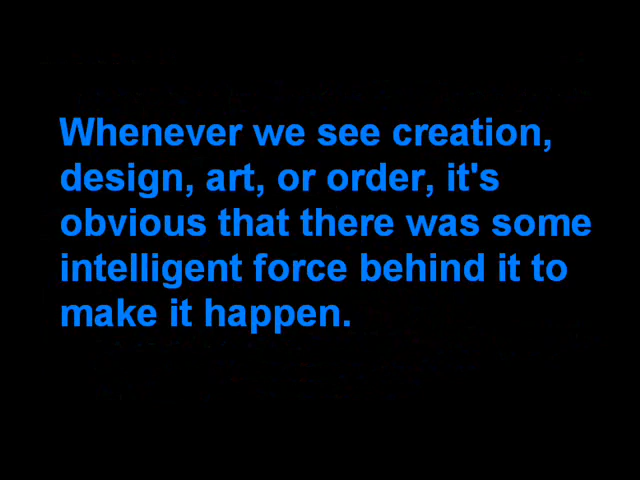 Whenever we see creation,
design, art, or order, it's
obvious that there was some
intelligent force behind it to
make it happen.